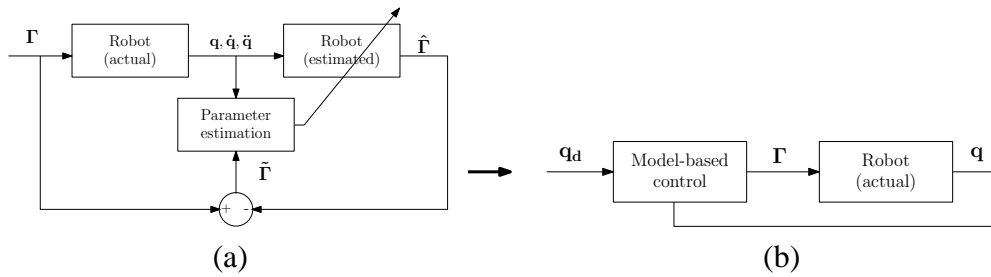 Γ
Robot
(actual)
q, q̇, q̈
Robot
(estimated)
Γ̂
Parameter
estimation
Γ̃
+ -
(a)
q_d
Model-based
control
Γ
Robot
(actual)
q
(b)